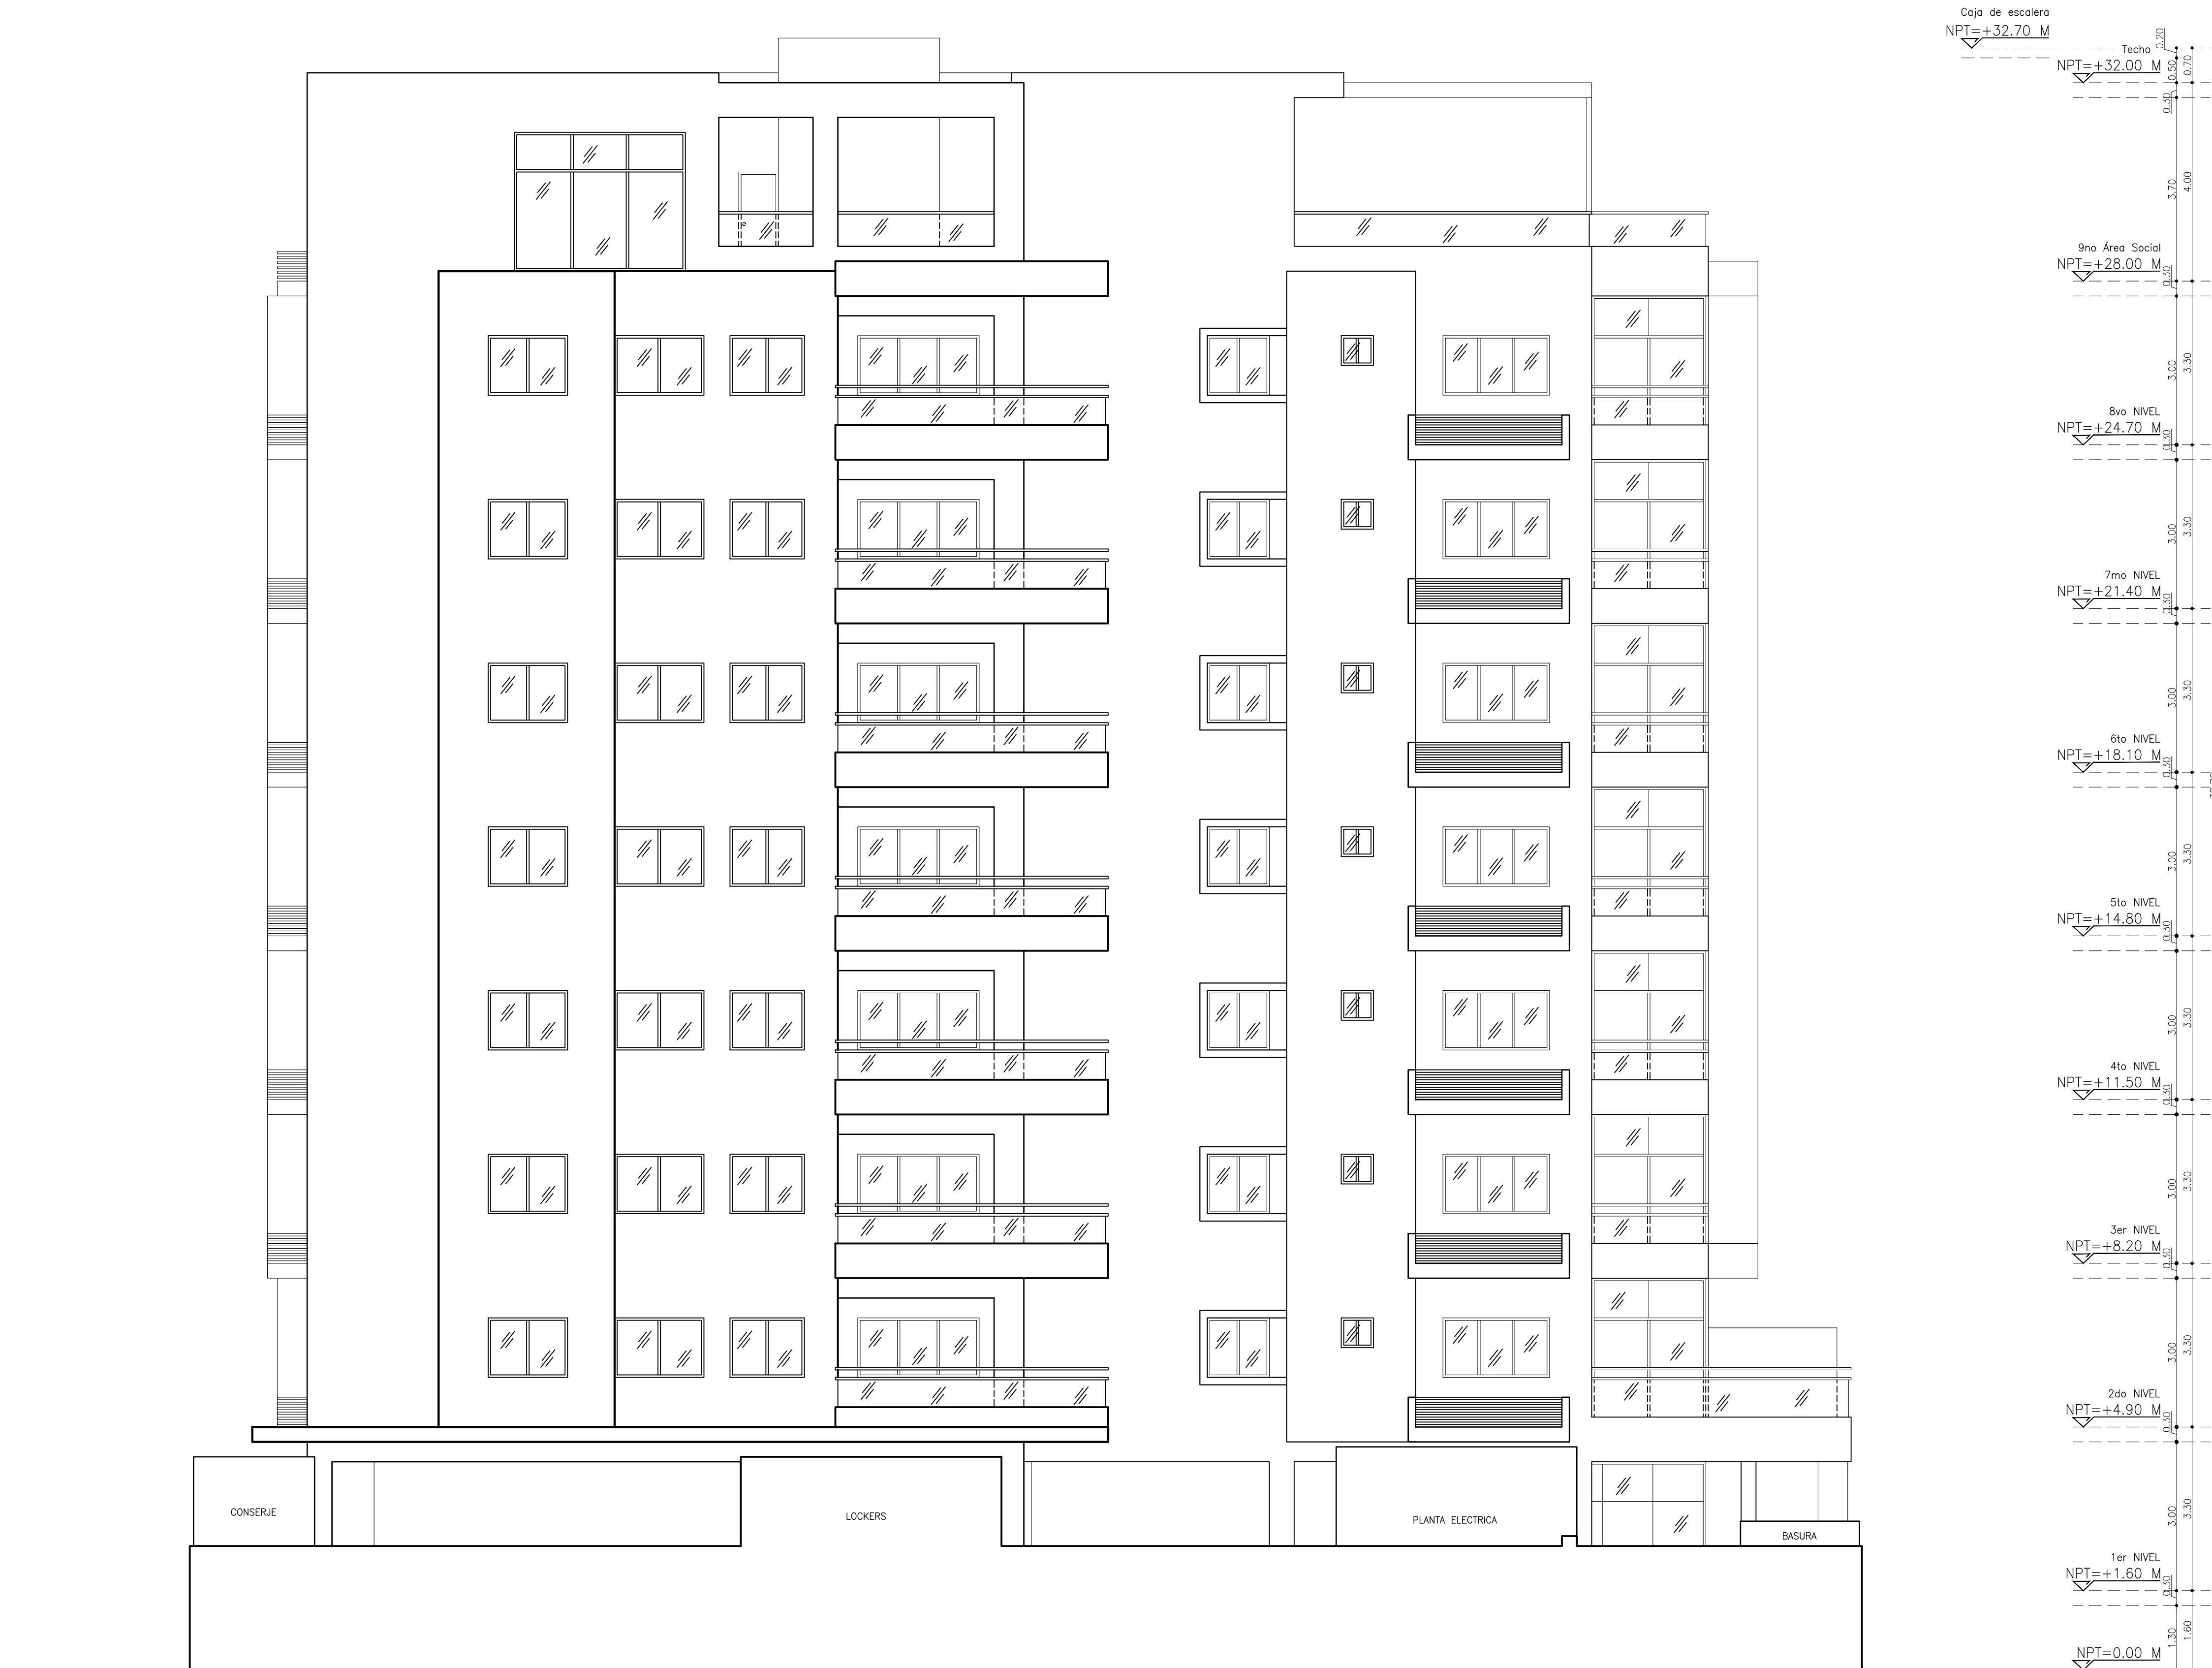 Caja de escalera
NPT=+32.70 M
0.20
Techo
NPT=+32.00 M
0.50
0.70
0.30
3.70
4.00
9no Área Social
NPT=+28.00 M
0.30
3.00
3.30
8vo NIVEL
NPT=+24.70 M
0.30
3.00
3.30
7mo NIVEL
NPT=+21.40 M
0.30
3.00
3.30
6to NIVEL
NPT=+18.10 M
0.30
3.00
3.30
5to NIVEL
NPT=+14.80 M
0.30
3.00
3.30
4to NIVEL
NPT=+11.50 M
0.30
3.00
3.30
3er NIVEL
NPT=+8.20 M
0.30
3.00
3.30
2do NIVEL
NPT=+4.90 M
0.30
CONSERJE
LOCKERS
PLANTA ELECTRICA
BASURA
3.00
3.30
1er NIVEL
NPT=+1.60 M
0.30
1.30
1.60
NPT=0.00 M